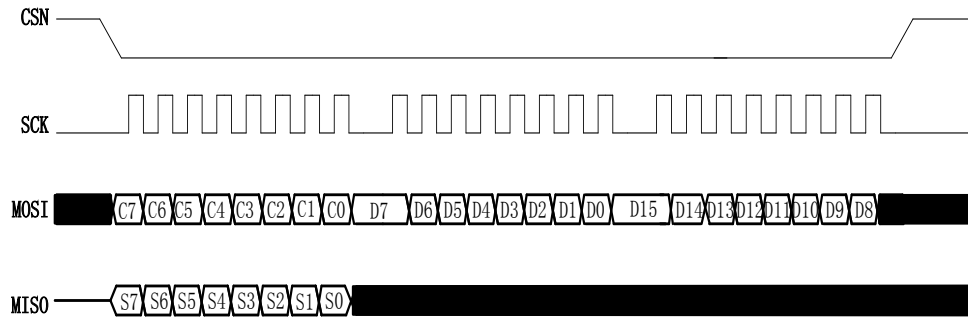 CSN
SCK
MOSI C7 C6 C5 C4 C3 C2 C1 C0 D7 D6 D5 D4 D3 D2 D1 D0 D15 D14 D13 D12 D11 D10 D9 D8
MISO S7 S6 S5 S4 S3 S2 S1 S0